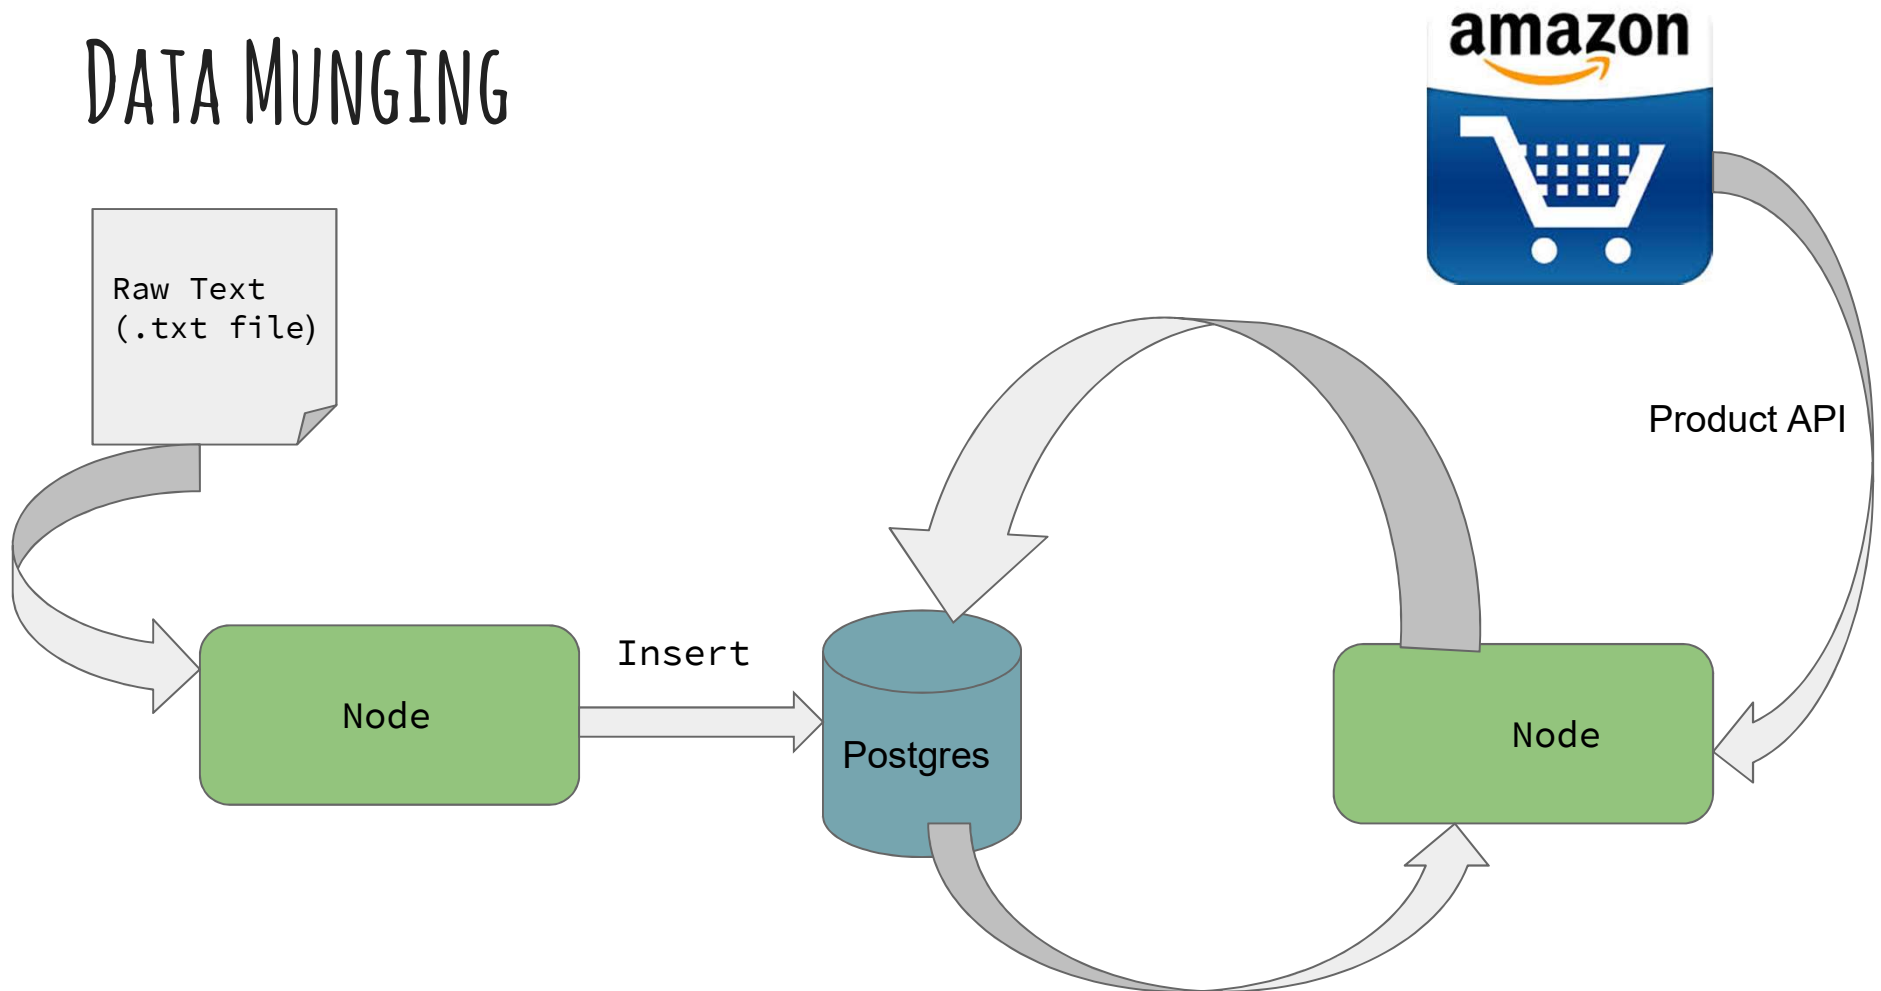 DATA MUNGING
amazon
Raw Text
(.txt file)
Product API
Insert
Node
Postgres
Node